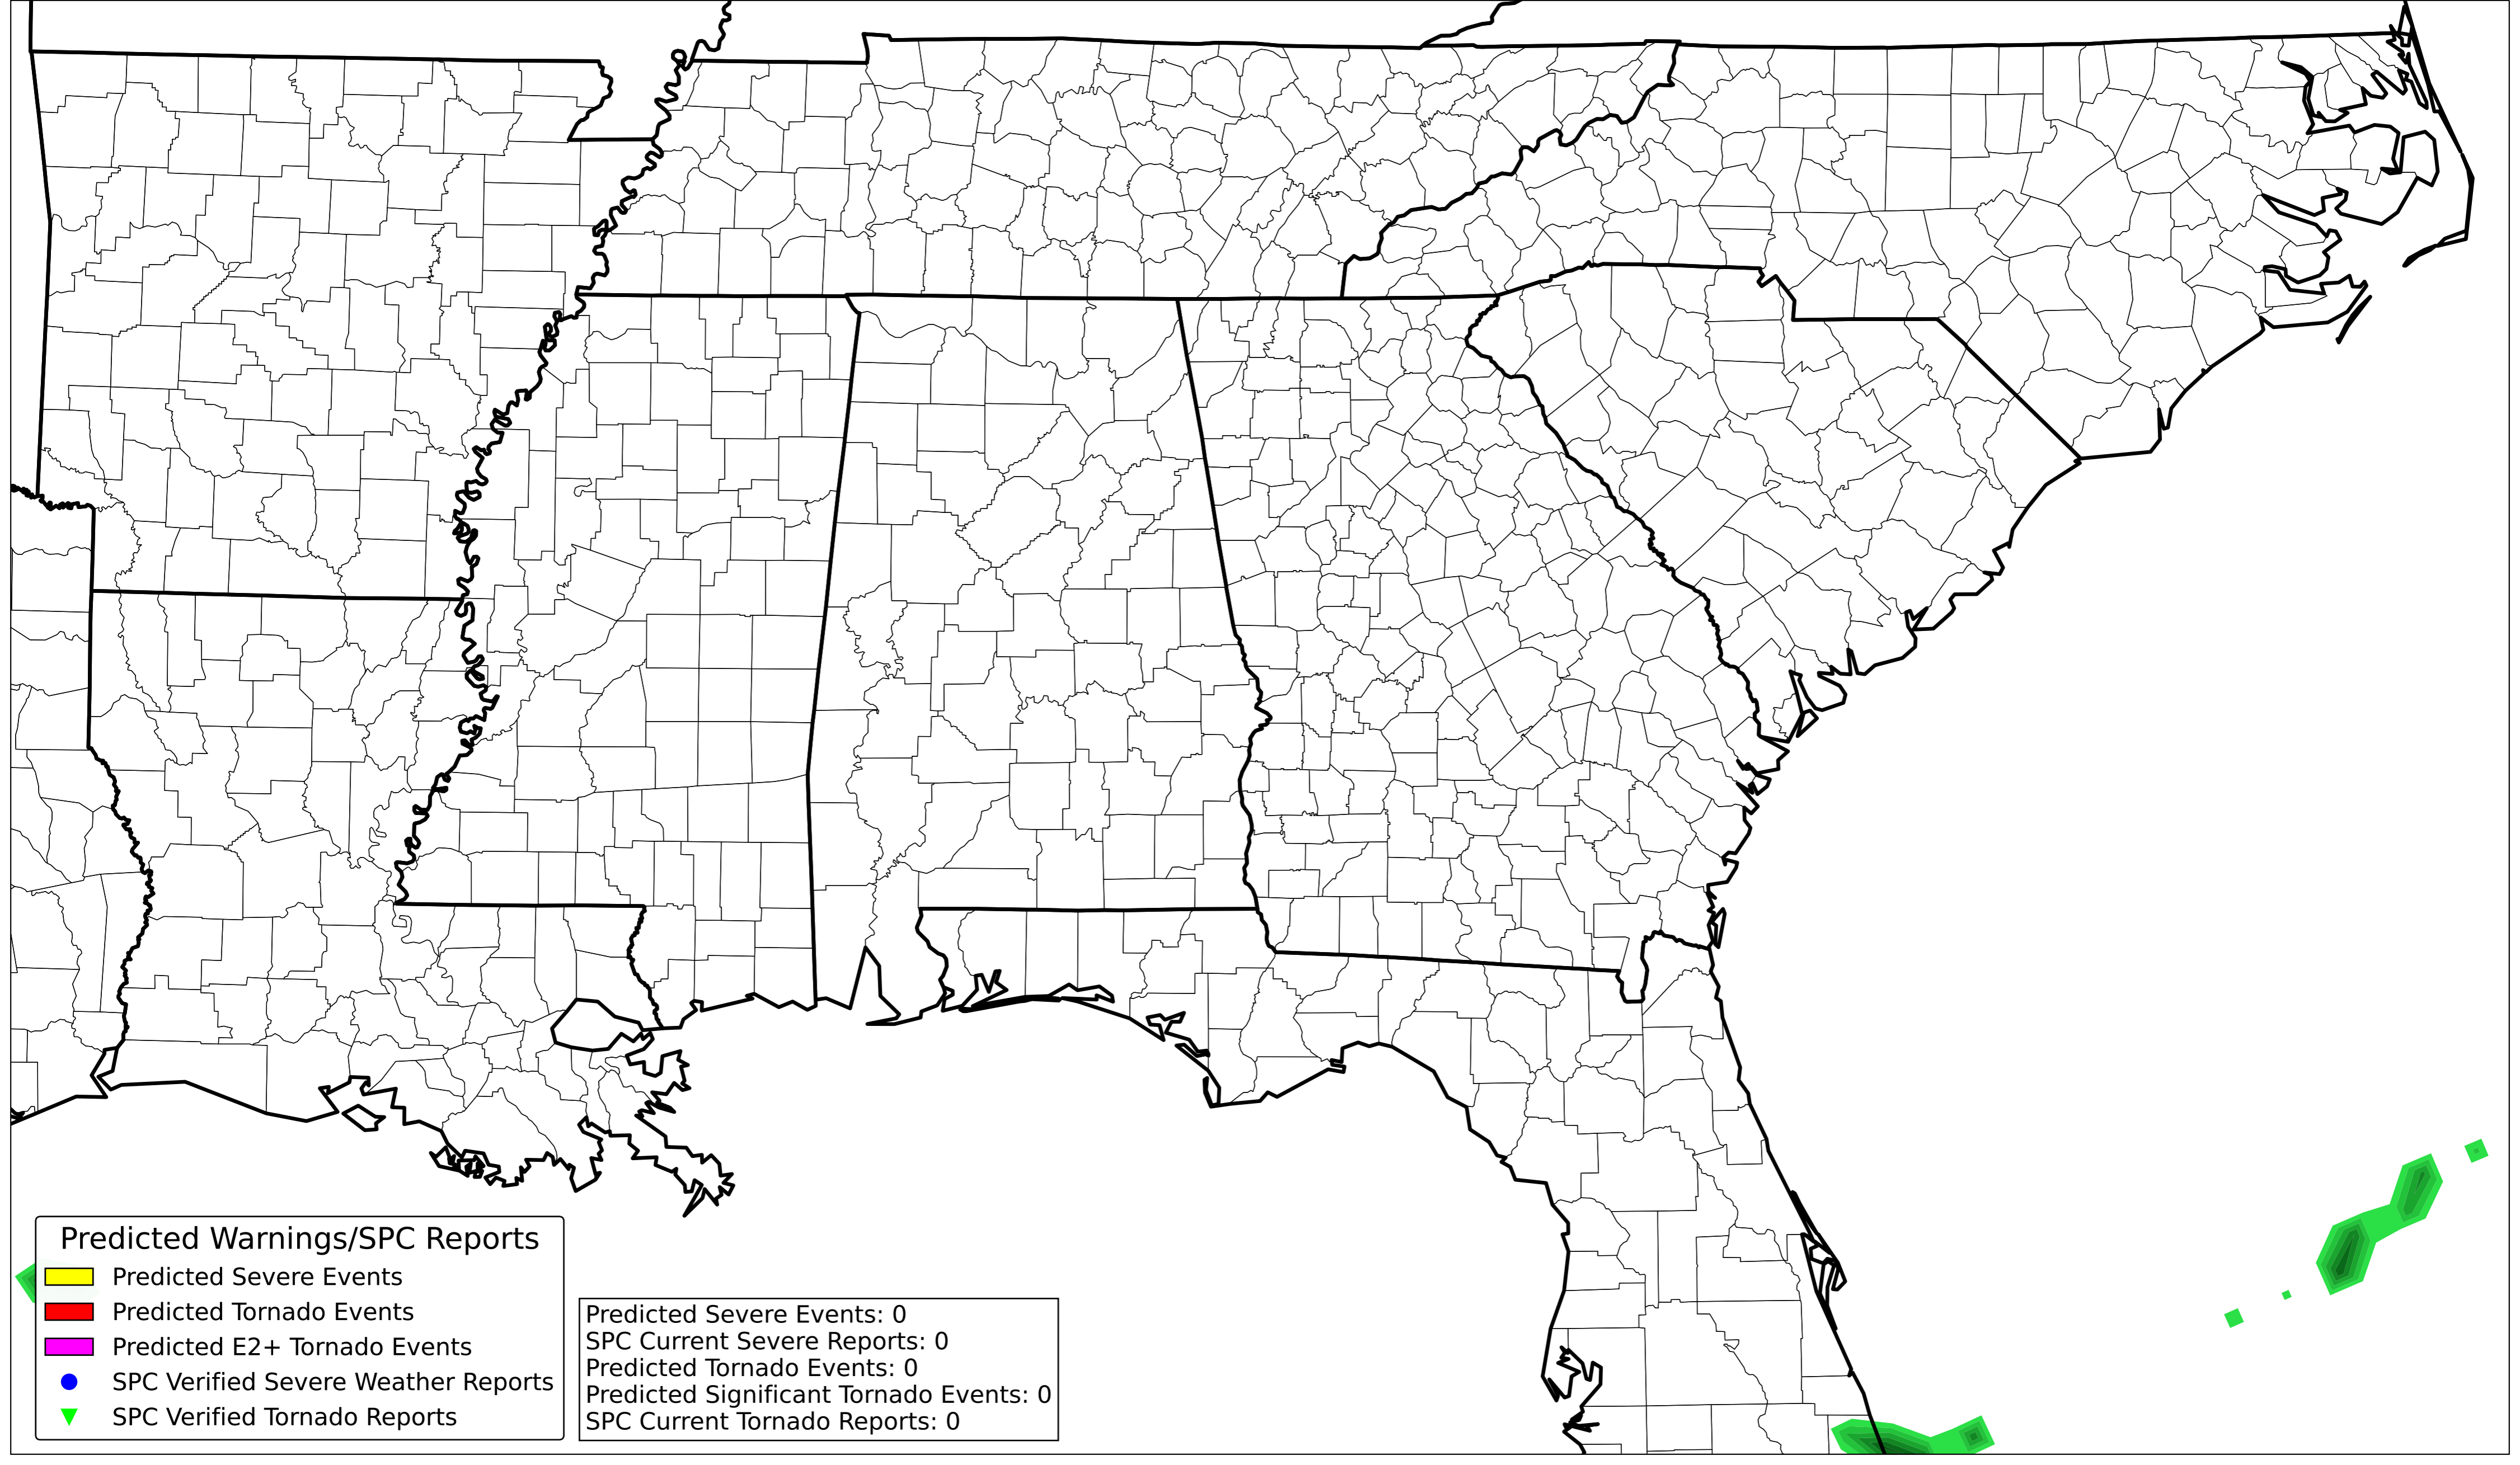 Predicted Warnings/SPC Reports
Predicted Severe Events
Predicted Tornado Events
Predicted E2+ Tornado Events
SPC Verified Severe Weather Reports
SPC Verified Tornado Reports
Predicted Severe Events: 0
SPC Current Severe Reports: 0
Predicted Tornado Events: 0
Predicted Significant Tornado Events: 0
SPC Current Tornado Reports: 0